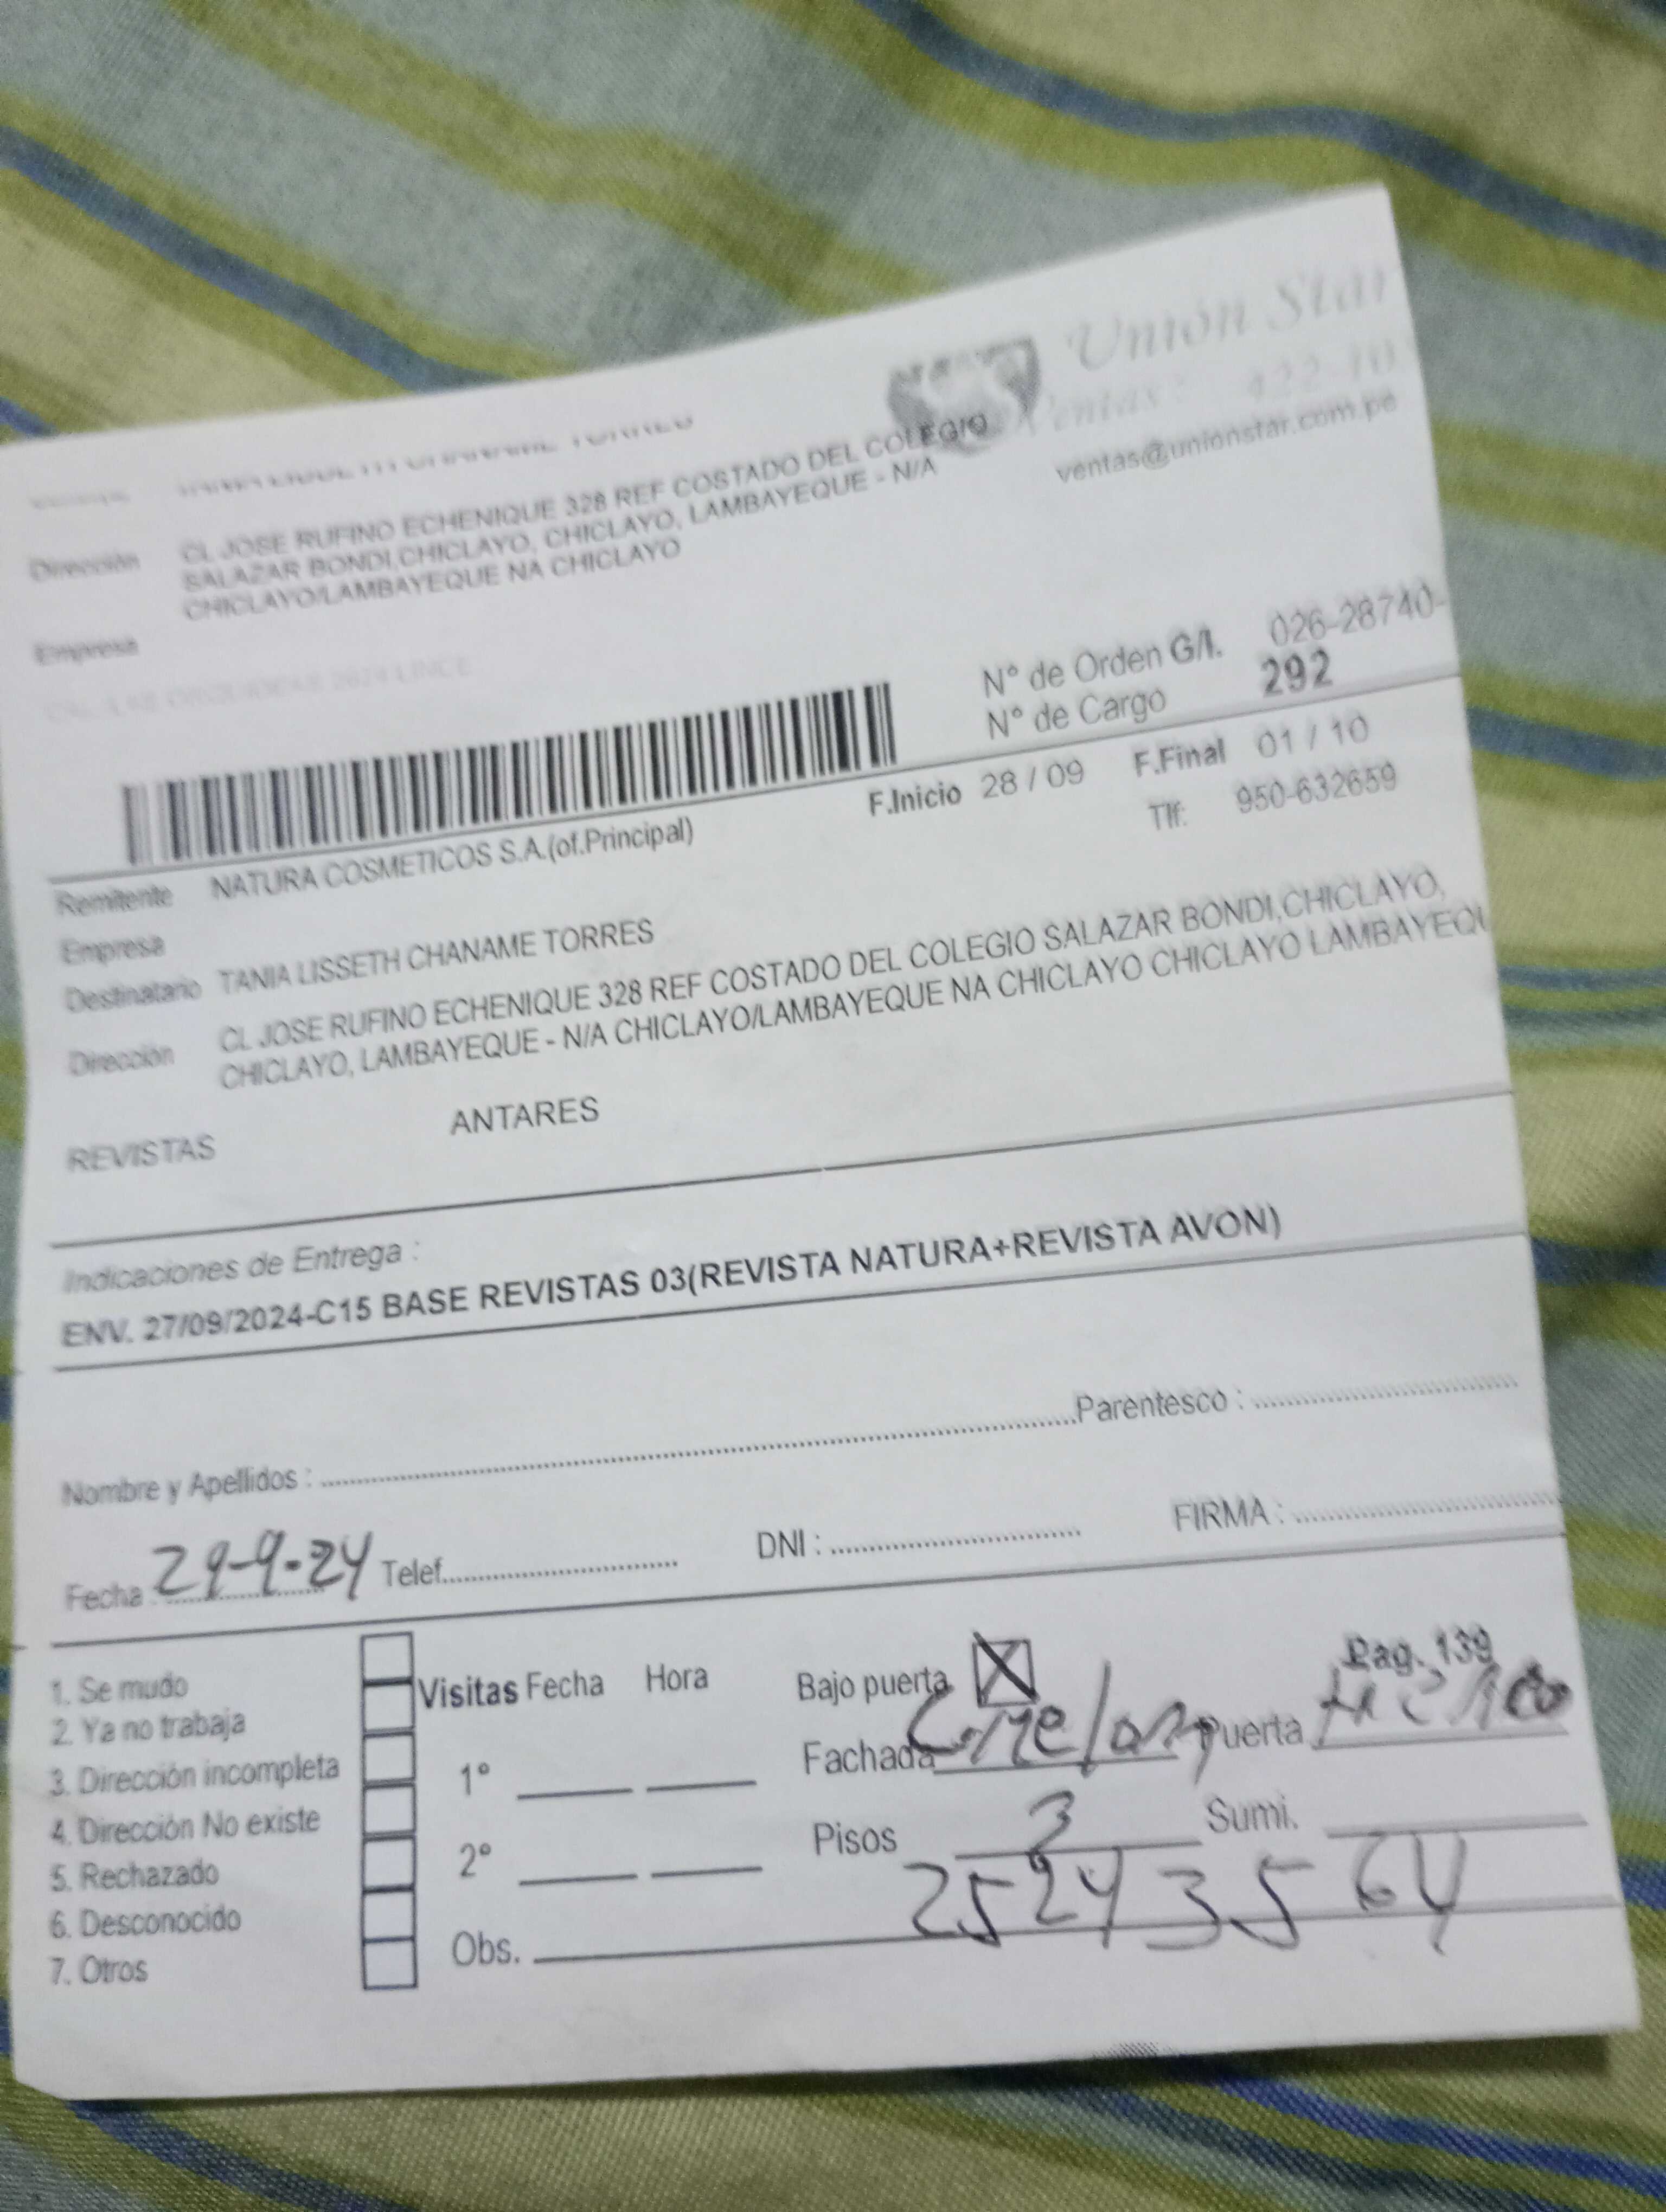 Unión Star
Ventas: 422-10
ventas@unionstar.com.pe
Dirección CL JOSE RUFINO ECHENIQUE 328 REF COSTADO DEL COLEGIO
SALAZAR BONDI,CHICLAYO, CHICLAYO, LAMBAYEQUE - N/A
CHICLAYO/LAMBAYEQUE NA CHICLAYO
Empresa
N° de Orden G/I. 026-28740-
N° de Cargo 292
F.Inicio 28 / 09 F.Final 01 / 10
Tlf: 950-632659
Remitente NATURA COSMETICOS S.A.(of.Principal)
Empresa
Destinatario TANIA LISSETH CHANAME TORRES
Dirección CL JOSE RUFINO ECHENIQUE 328 REF COSTADO DEL COLEGIO SALAZAR BONDI,CHICLAYO,
CHICLAYO, LAMBAYEQUE - N/A CHICLAYO/LAMBAYEQUE NA CHICLAYO CHICLAYO LAMBAYEQU
REVISTAS ANTARES
Indicaciones de Entrega :
ENV. 27/09/2024-C15 BASE REVISTAS 03(REVISTA NATURA+REVISTA AVON)
Nombre y Apellidos : Parentesco :
Fecha : 29-9-24 Telef. DNI : FIRMA :
Pag. 139
1. Se mudo
2. Ya no trabaja
3. Dirección incompleta
4. Dirección No existe
5. Rechazado
6. Desconocido
7. Otros
Visitas Fecha Hora
1°
2°
Obs.
Bajo puerta X
Fachada Puerta
Pisos 3 Sumi.
25243564